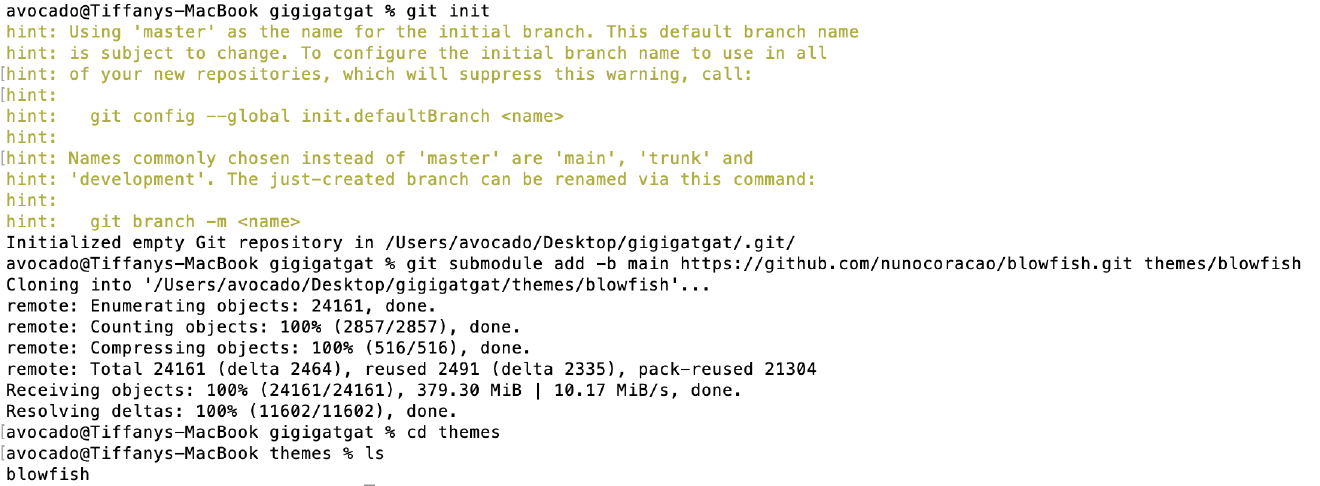 avocado@Tiffanys-MacBook gigigatgat % git init
hint: Using 'master' as the name for the initial branch. This default branch name
hint: is subject to change. To configure the initial branch name to use in all
[hint: of your new repositories, which will suppress this warning, call:
[hint:
hint:   git config --global init.defaultBranch <name>
hint:
[hint: Names commonly chosen instead of 'master' are 'main', 'trunk' and
hint: 'development'. The just-created branch can be renamed via this command:
hint:
hint:   git branch -m <name>
Initialized empty Git repository in /Users/avocado/Desktop/gigigatgat/.git/
avocado@Tiffanys-MacBook gigigatgat % git submodule add -b main https://github.com/nunocoracao/blowfish.git themes/blowfish
Cloning into '/Users/avocado/Desktop/gigigatgat/themes/blowfish'...
remote: Enumerating objects: 24161, done.
remote: Counting objects: 100% (2857/2857), done.
remote: Compressing objects: 100% (516/516), done.
remote: Total 24161 (delta 2464), reused 2491 (delta 2335), pack-reused 21304
Receiving objects: 100% (24161/24161), 379.30 MiB | 10.17 MiB/s, done.
Resolving deltas: 100% (11602/11602), done.
[avocado@Tiffanys-MacBook gigigatgat % cd themes
[avocado@Tiffanys-MacBook themes % ls
blowfish